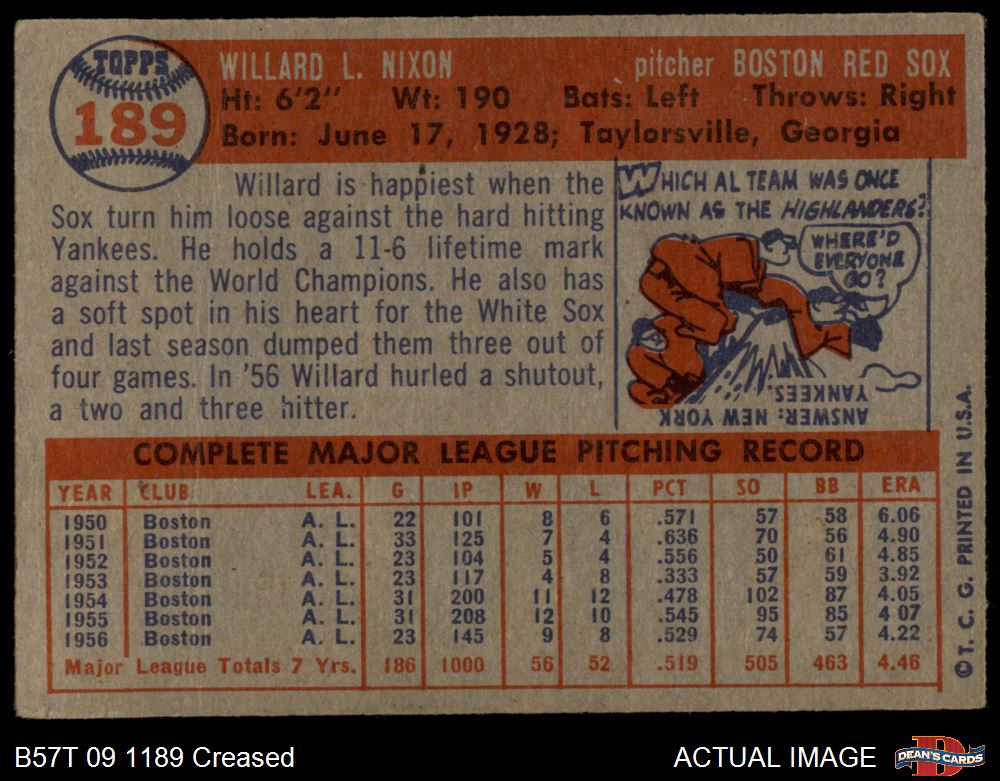 TOPPS
189
WILLARD L. NIXON pitcher BOSTON RED SOX
Ht: 6'2" Wt: 190 Bats: Left Throws: Right
Born: June 17, 1928; Taylorsville, Georgia
Willard is happiest when the
Sox turn him loose against the hard hitting
Yankees. He holds a 11-6 lifetime mark
against the World Champions. He also has
a soft spot in his heart for the White Sox
and last season dumped them three out of
four games. In '56 Willard hurled a shutout,
a two and three hitter.
WHICH AL TEAM WAS ONCE
KNOWN AS THE HIGHLANDERS?
WHERE'D
EVERYONE
GO?
ANSWER: NEW YORK
YANKEES
COMPLETE MAJOR LEAGUE PITCHING RECORD
YEAR CLUB LEA. G IP W L PCT SO BB ERA
1950 Boston A. L. 22 101 8 6 .571 57 58 6.06
1951 Boston A. L. 33 125 7 4 .636 70 56 4.90
1952 Boston A. L. 23 104 5 4 .556 50 61 4.85
1953 Boston A. L. 23 117 4 8 .333 57 59 3.92
1954 Boston A. L. 31 200 11 12 .478 102 87 4.05
1955 Boston A. L. 31 208 12 10 .545 95 85 4 07
1956 Boston A. L. 23 145 9 8 .529 74 57 4.22
Major League Totals 7 Yrs. 186 1000 56 52 .519 505 463 4.46
©T. C. G. PRINTED IN U.S.A.
B57T 09 1189 Creased ACTUAL IMAGE
D
DEAN'S CARDS